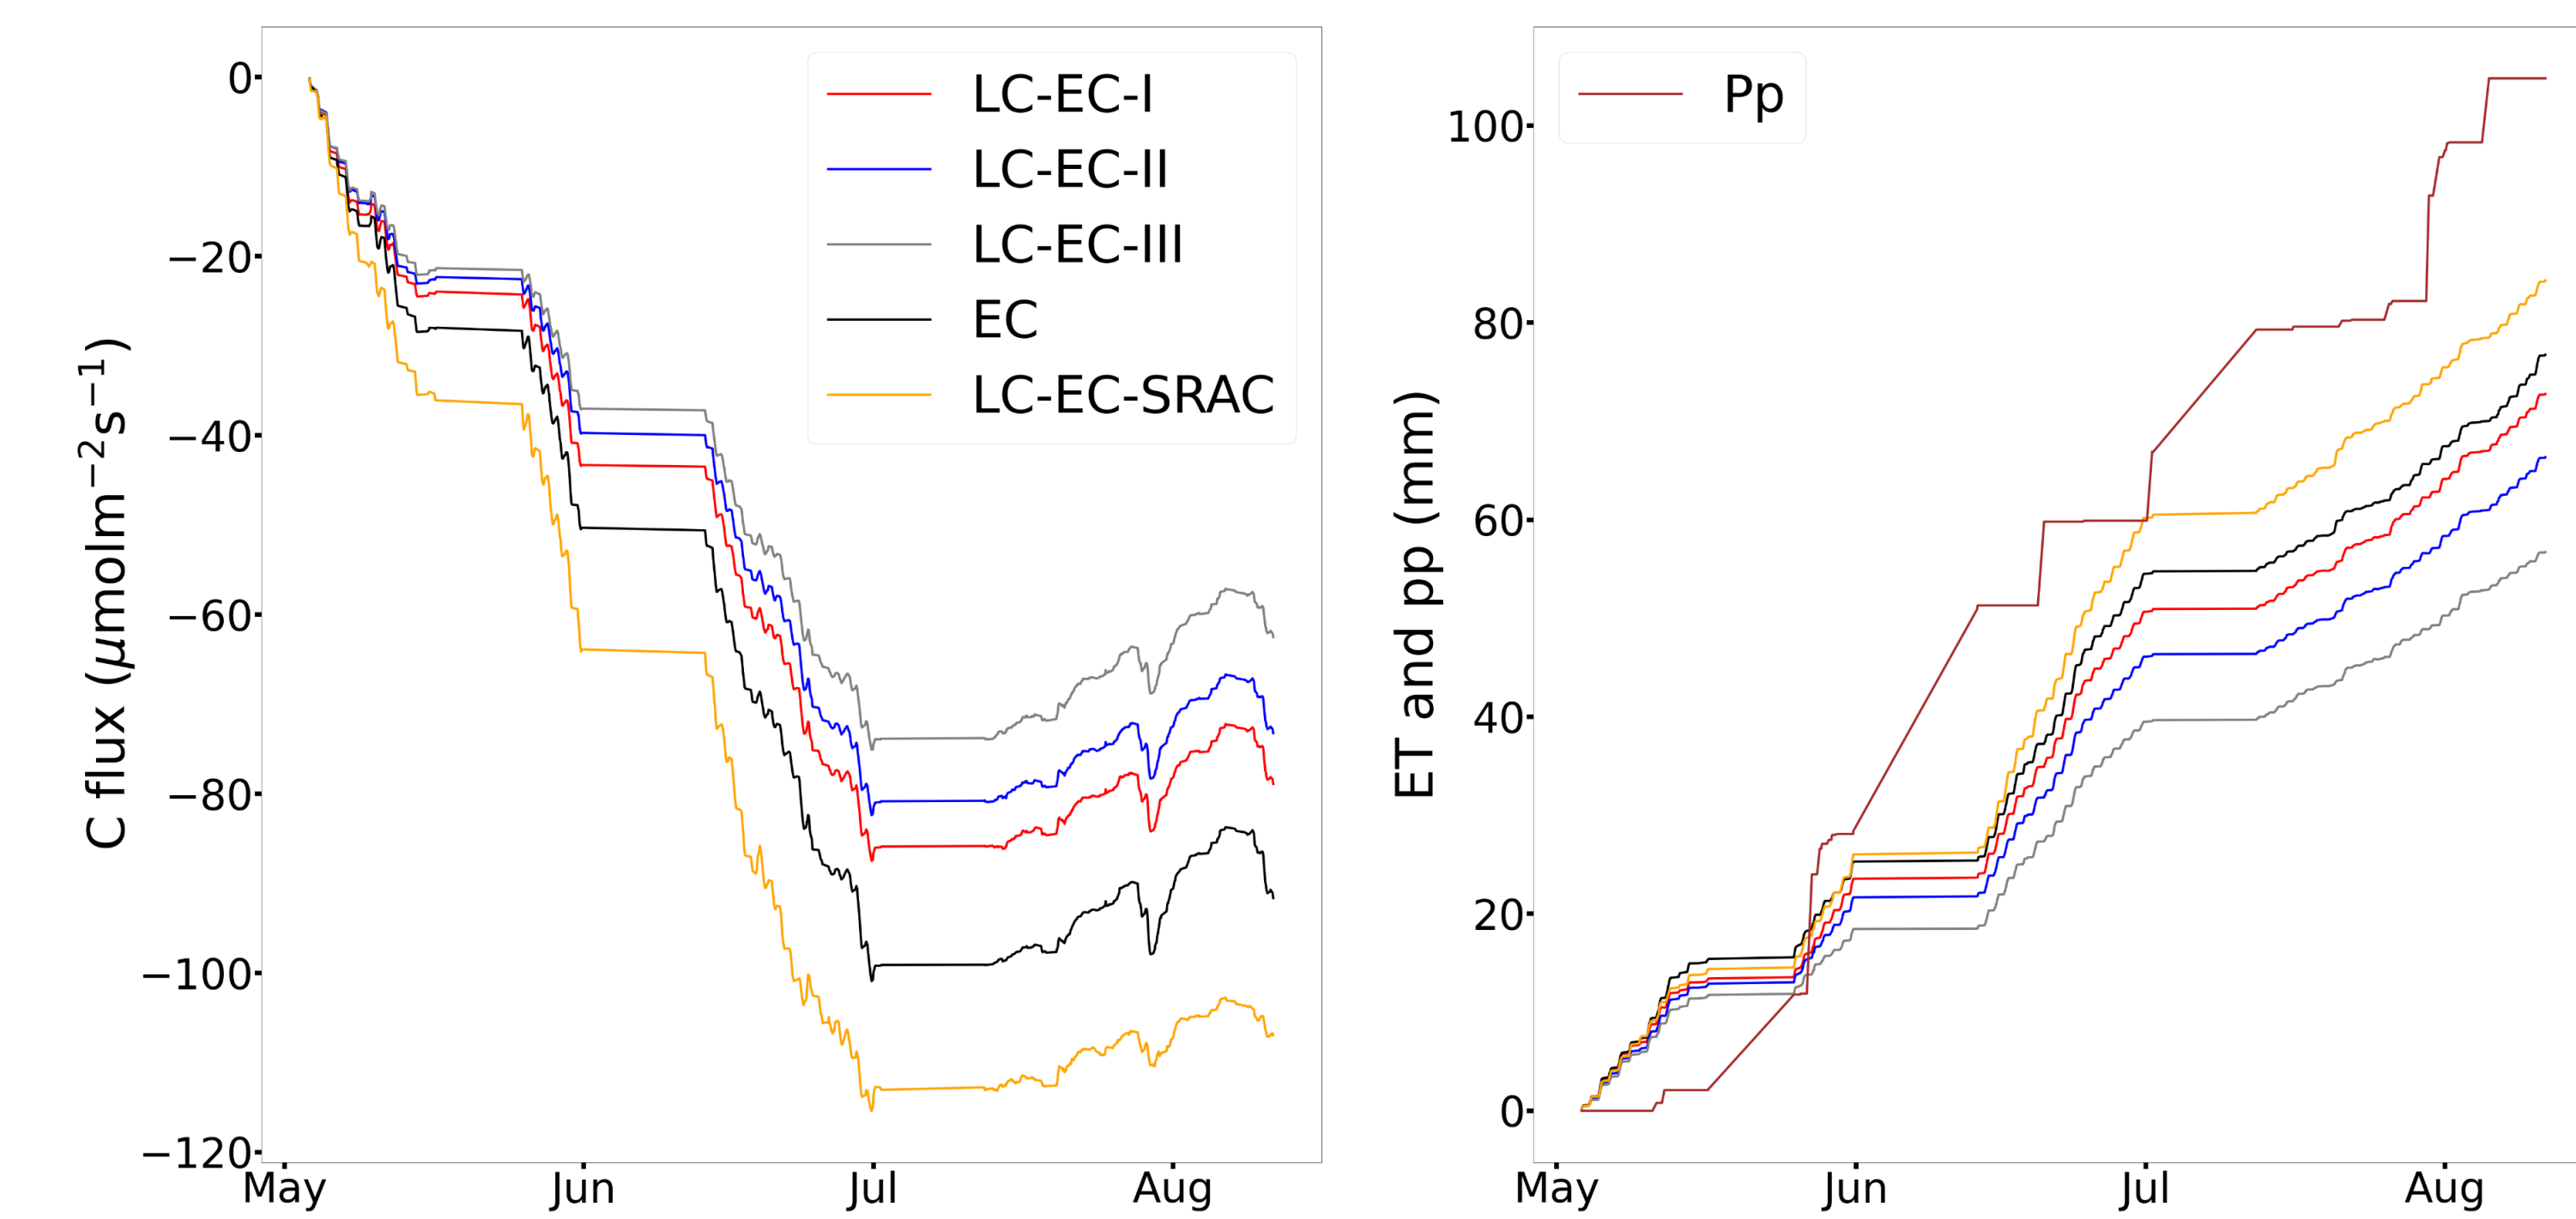 C flux (μmolm⁻²s⁻¹)
0
−20
−40
−60
−80
−100
−120
May
Jun
Jul
Aug
LC-EC-I
LC-EC-II
LC-EC-III
EC
LC-EC-SRAC
ET and pp (mm)
100
80
60
40
20
0
May
Jun
Jul
Aug
Pp